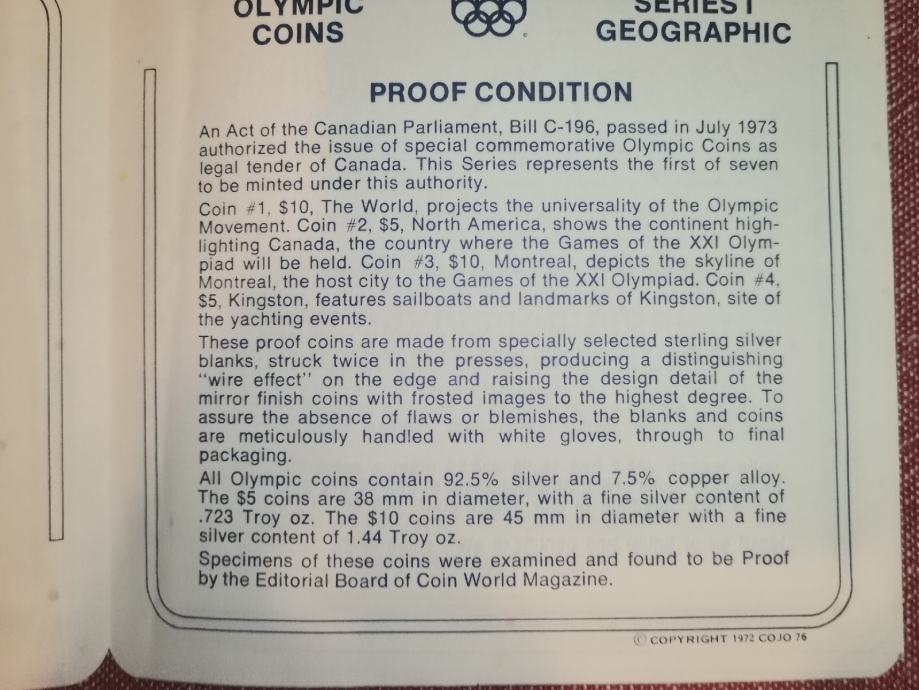 OLYMPIC
COINS
SERIES I
GEOGRAPHIC
PROOF CONDITION
An Act of the Canadian Parliament, Bill C-196, passed in July 1973
authorized the issue of special commemorative Olympic Coins as
legal tender of Canada. This Series represents the first of seven
to be minted under this authority.
Coin #1, $10, The World, projects the universality of the Olympic
Movement. Coin #2, $5, North America, shows the continent high-
lighting Canada, the country where the Games of the XXI Olym-
piad will be held. Coin #3, $10, Montreal, depicts the skyline of
Montreal, the host city to the Games of the XXI Olympiad. Coin #4,
$5, Kingston, features sailboats and landmarks of Kingston, site of
the yachting events.
These proof coins are made from specially selected sterling silver
blanks, struck twice in the presses, producing a distinguishing
"wire effect" on the edge and raising the design detail of the
mirror finish coins with frosted images to the highest degree. To
assure the absence of flaws or blemishes, the blanks and coins
are meticulously handled with white gloves, through to final
packaging.
All Olympic coins contain 92.5% silver and 7.5% copper alloy.
The $5 coins are 38 mm in diameter, with a fine silver content of
.723 Troy oz. The $10 coins are 45 mm in diameter with a fine
silver content of 1.44 Troy oz.
Specimens of these coins were examined and found to be Proof
by the Editorial Board of Coin World Magazine.
© COPYRIGHT 1972 COJO 76